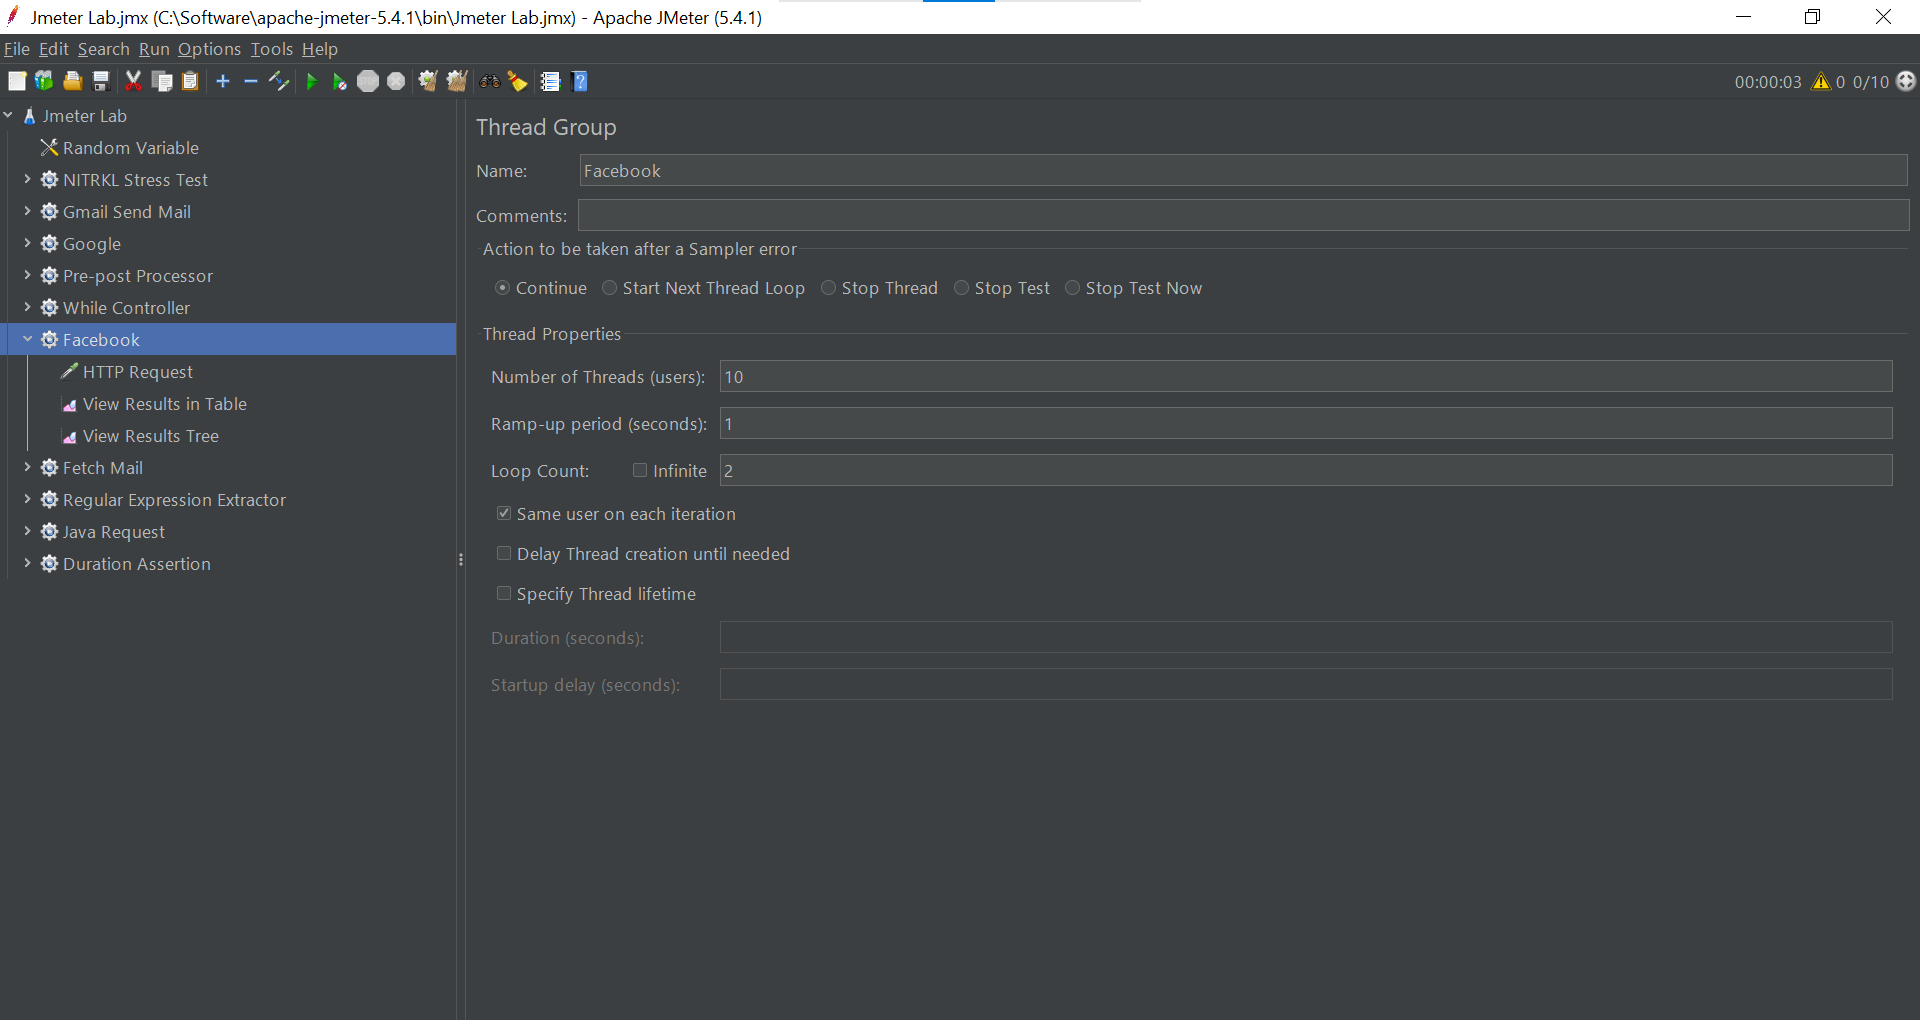 Jmeter Lab.jmx (C:\Software\apache-jmeter-5.4.1\bin\Jmeter Lab.jmx) - Apache JMeter (5.4.1)
File Edit Search Run Options Tools Help
00:00:03 0 0/10
Jmeter Lab
Random Variable
NITRKL Stress Test
Gmail Send Mail
Google
Pre-post Processor
While Controller
Facebook
HTTP Request
View Results in Table
View Results Tree
Fetch Mail
Regular Expression Extractor
Java Request
Duration Assertion
Thread Group
Name: Facebook
Comments:
Action to be taken after a Sampler error
Continue Start Next Thread Loop Stop Thread Stop Test Stop Test Now
Thread Properties
Number of Threads (users): 10
Ramp-up period (seconds): 1
Loop Count: Infinite 2
Same user on each iteration
Delay Thread creation until needed
Specify Thread lifetime
Duration (seconds):
Startup delay (seconds):